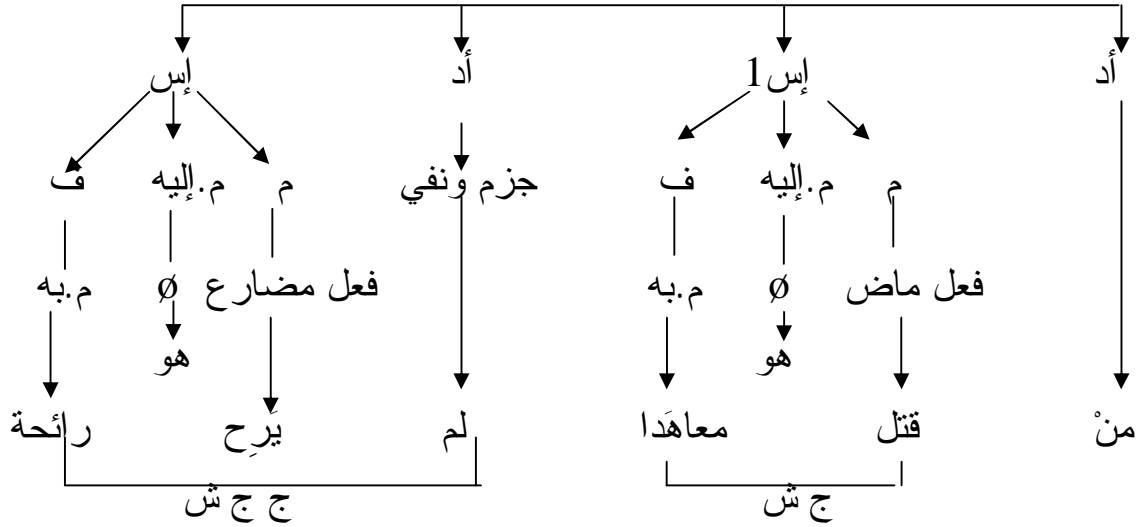 أد إس1 أد إس
م م.إليه ف جزم ونفي م م.إليه ف
فعل ماض ø م.به فعل مضارع ø م.به
هو هو
منْ قتل معاهَدا لم يَرِح رائحة
ج ش ج ج ش